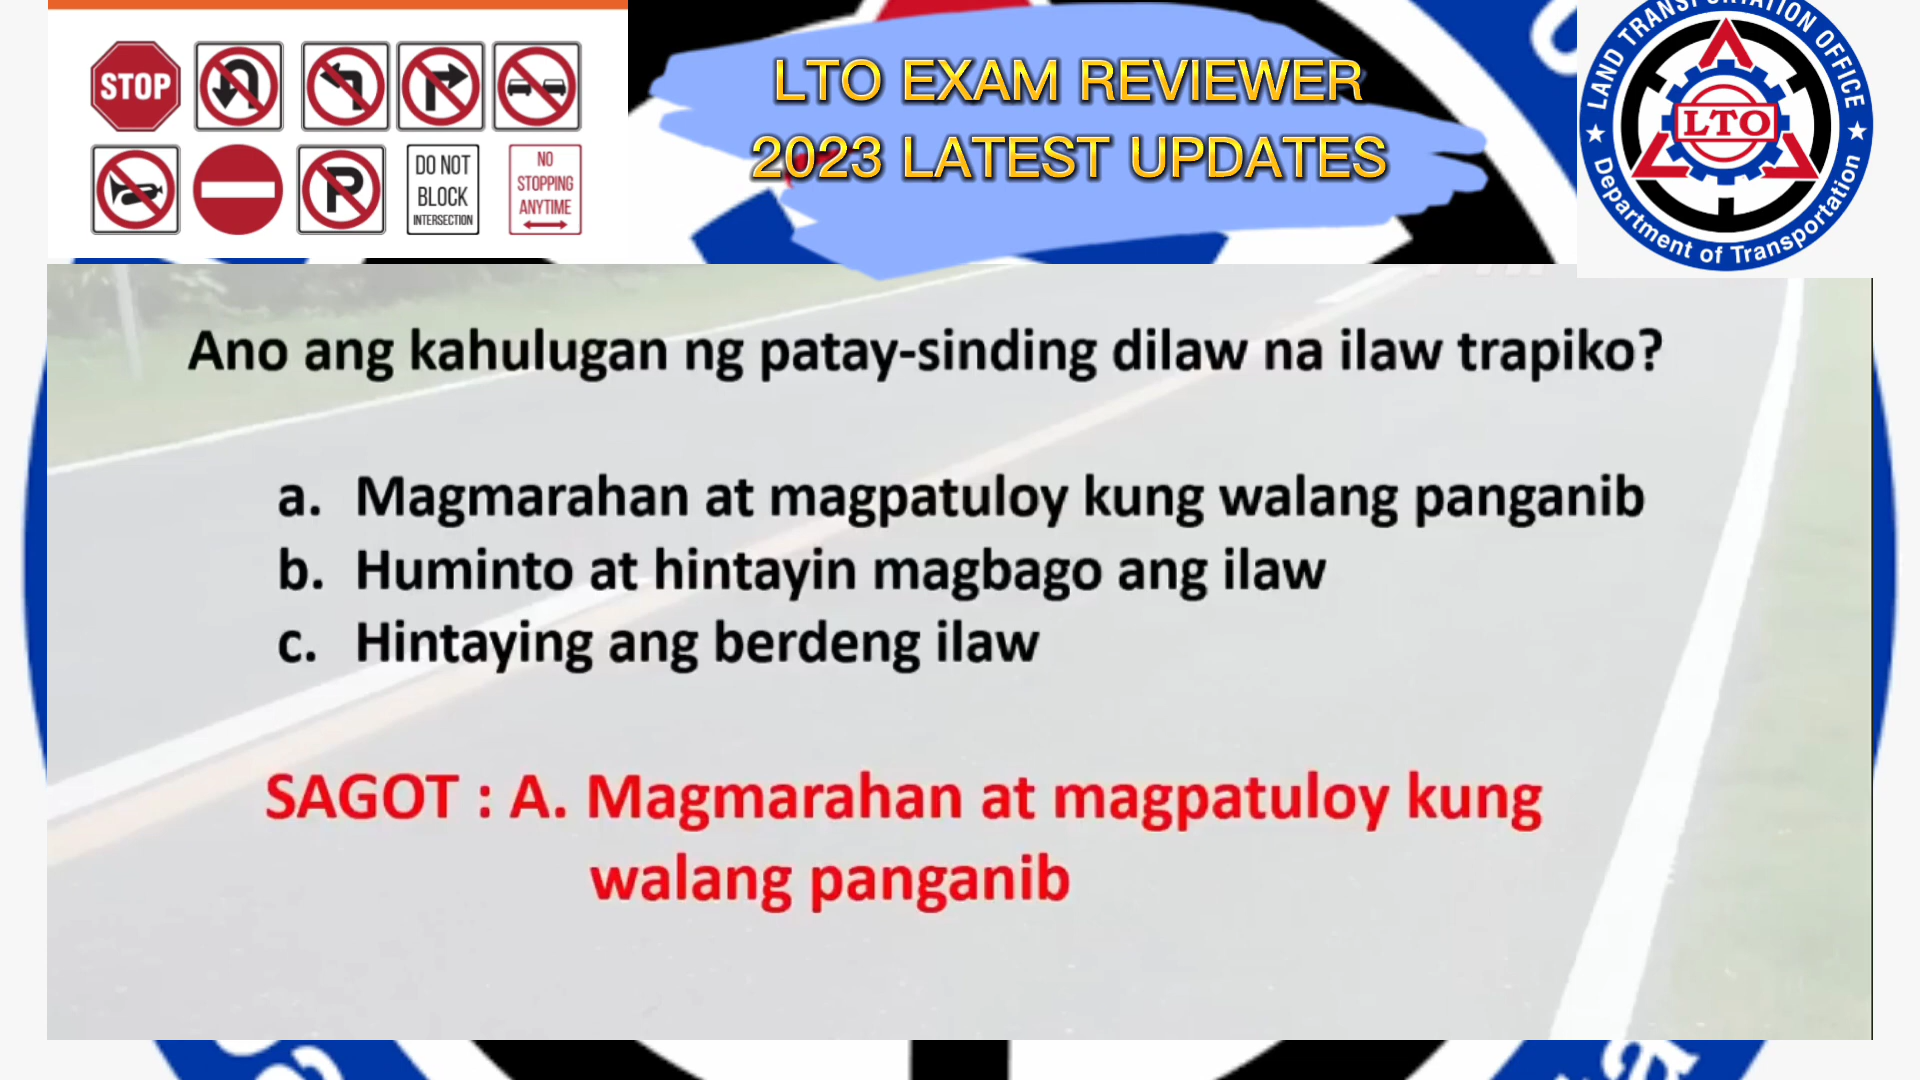 STOP
DO NOT
BLOCK
INTERSECTION
NO
STOPPING
ANYTIME
P
LTO EXAM REVIEWER
2023 LATEST UPDATES
LAND TRANSPORTATION OFFICE
LTO
Department of Transportation
Ano ang kahulugan ng patay-sinding dilaw na ilaw trapiko?
a. Magmarahan at magpatuloy kung walang panganib
b. Huminto at hintayin magbago ang ilaw
c. Hintaying ang berdeng ilaw
SAGOT : A. Magmarahan at magpatuloy kung
walang panganib